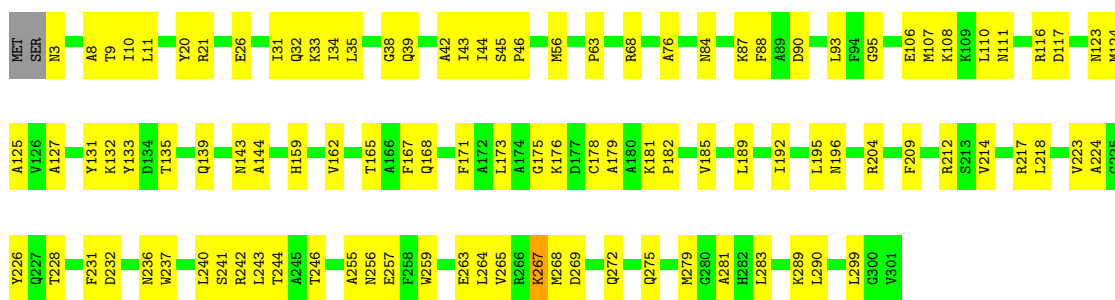 MET SER N3 A8 T9 I10 L11 Y20 R21 E26 I31 Q32 K33 I34 L35 G38 Q39 A42 I43 I44 S45 P46 M56 P63 R68 A76 N84 K87 F88 A89 D90 L93 F94 G95 E106 M107 K108 K109 L110 N111 R116 D117 N123 M124
A125 V126 A127 Y131 K132 Y133 D134 T135 Q139 N143 A144 H159 V162 T165 A166 F167 Q168 F171 A172 L173 A174 G175 K176 D177 C178 A179 A180 K181 P182 V185 L189 I192 L195 N196 R204 F209 R212 S213 V214 R217 L218 V223 A224 G225
Y226 Q227 T228 F231 D232 N236 W237 L240 S241 R242 L243 T244 A245 T246 A255 N256 E257 F258 W259 E263 L264 V265 R266 K267 M268 D269 Q272 Q275 M279 G280 A281 H282 L283 K289 L290 L299 G300 V301